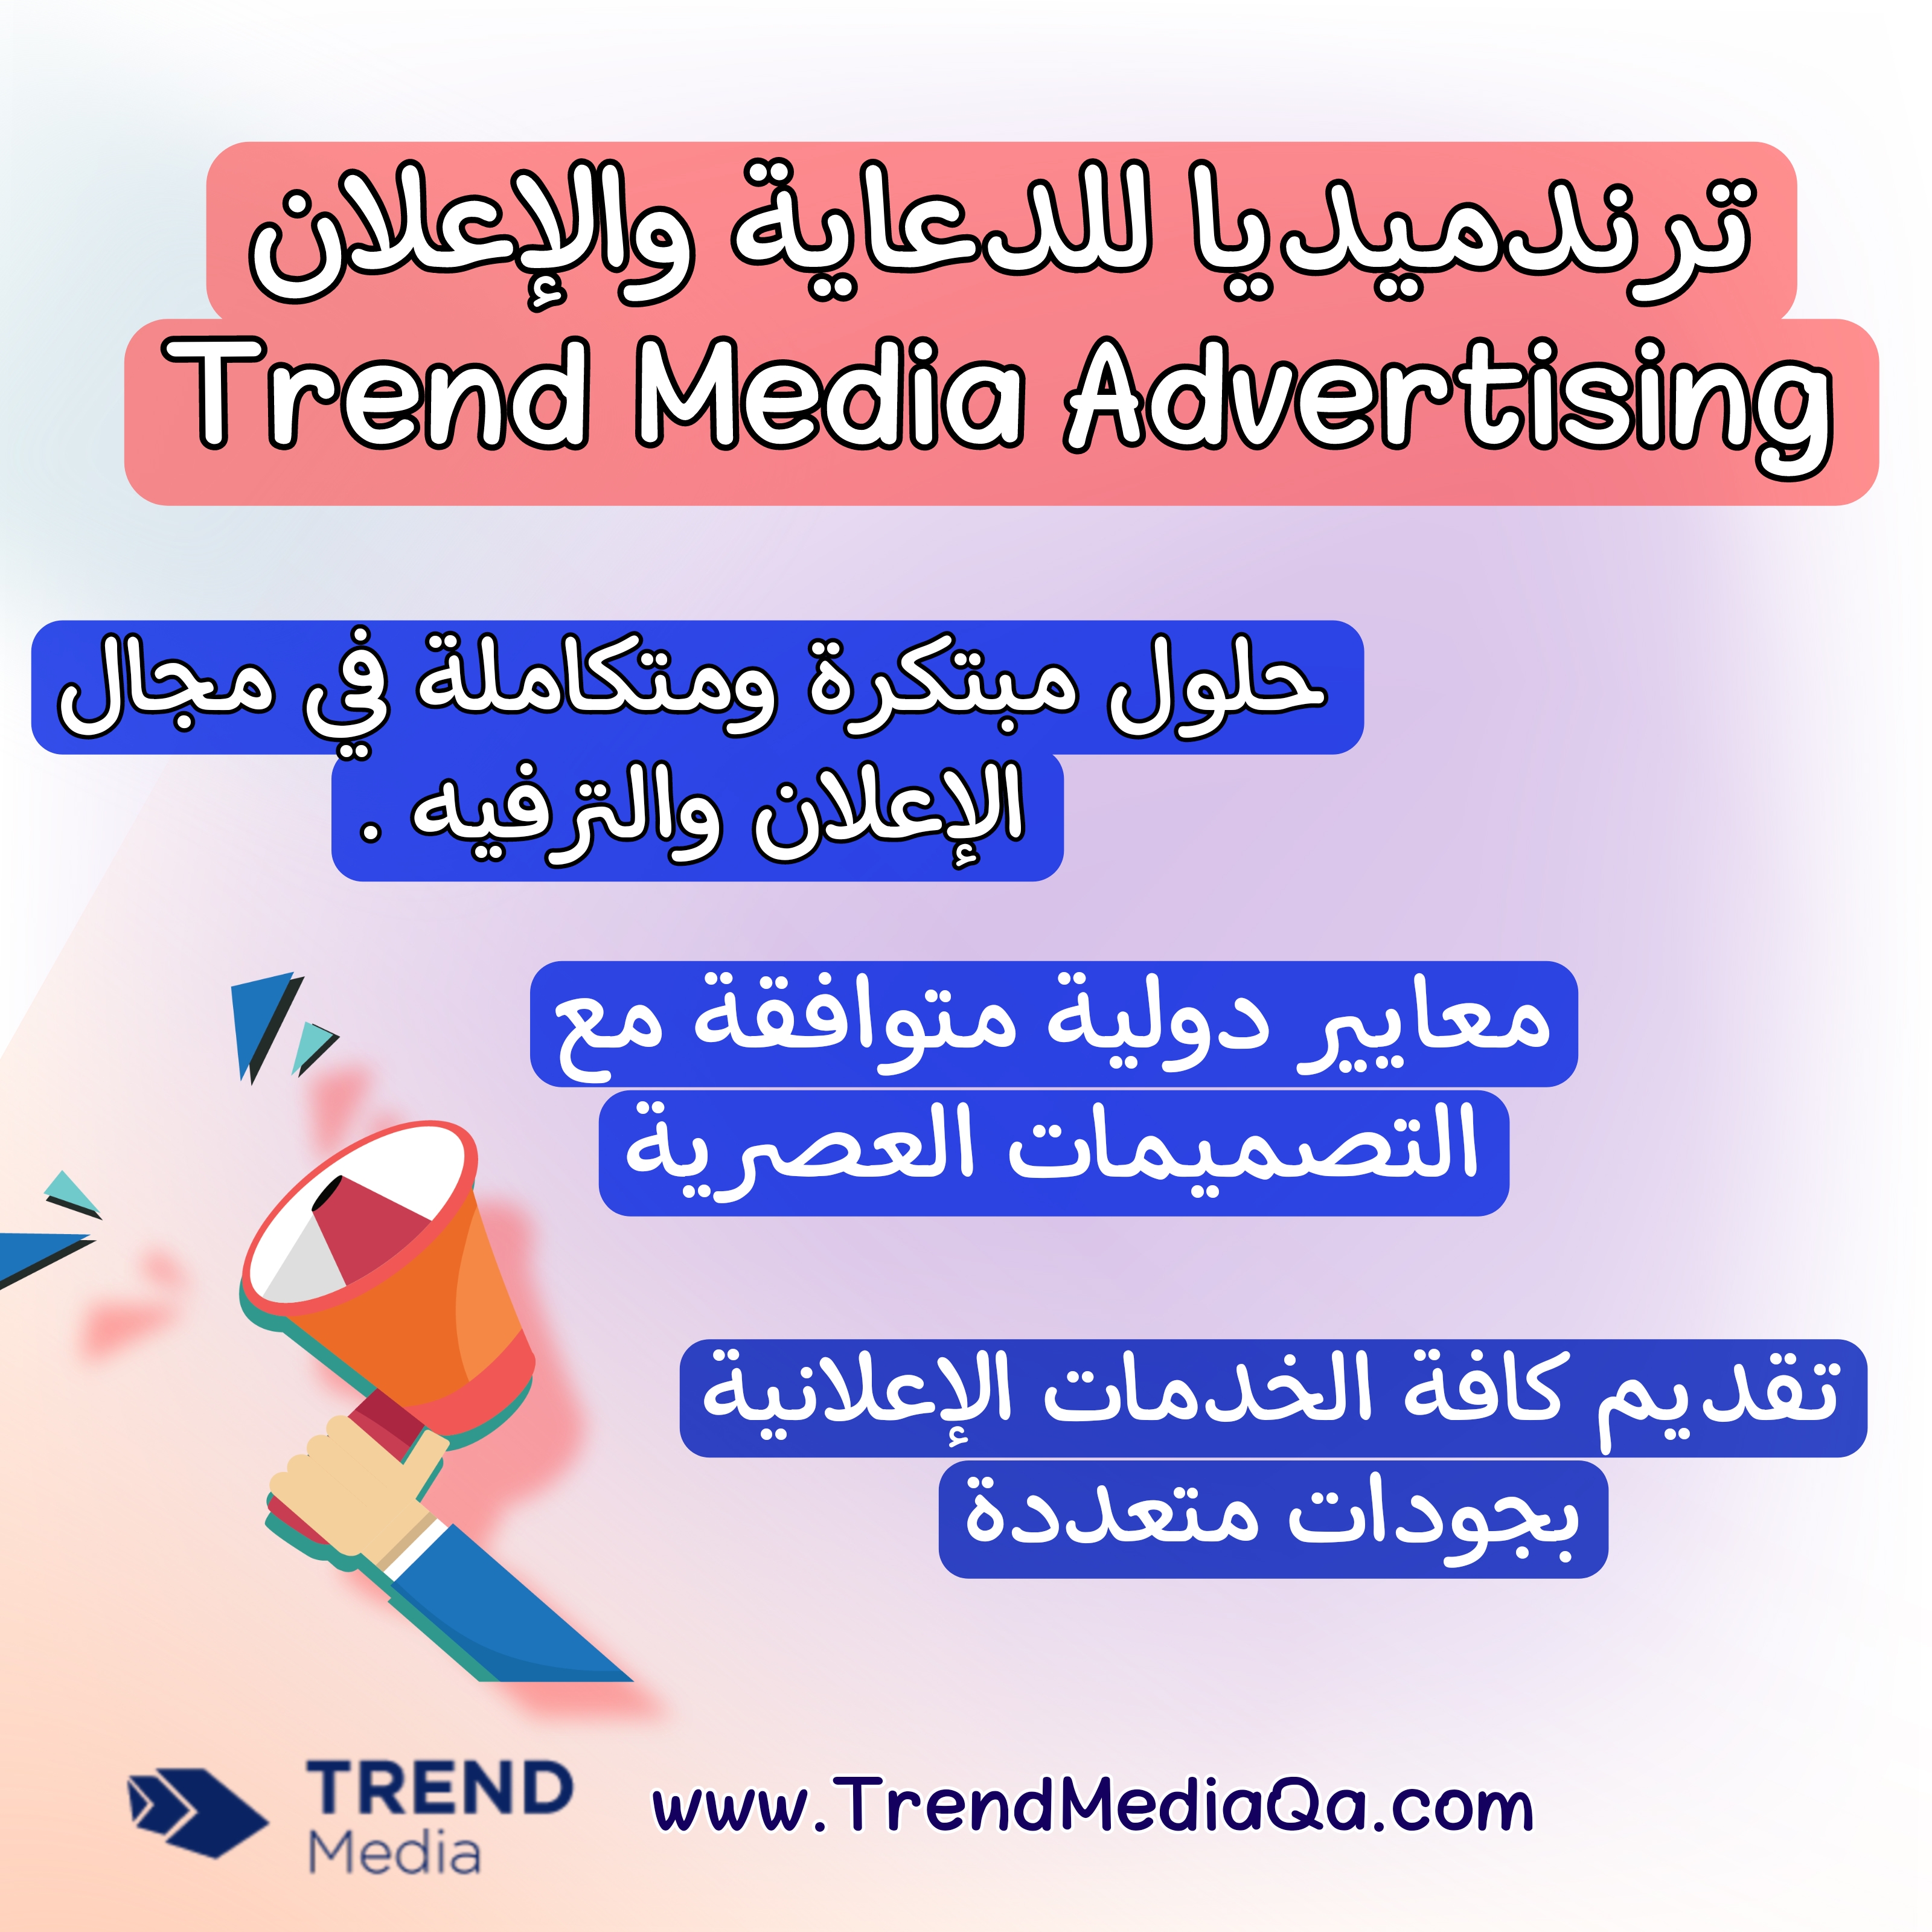 ترندميديا للدعاية والإعلان
Trend Media Advertising
حلول مبتكرة ومتكاملة في مجال
الإعلان والترفيه .
معايير دولية متوافقة مع
التصميمات العصرية
تقديم كافة الخدمات الإعلانية
بجودات متعددة
TREND
Media
www.TrendMediaQa.com